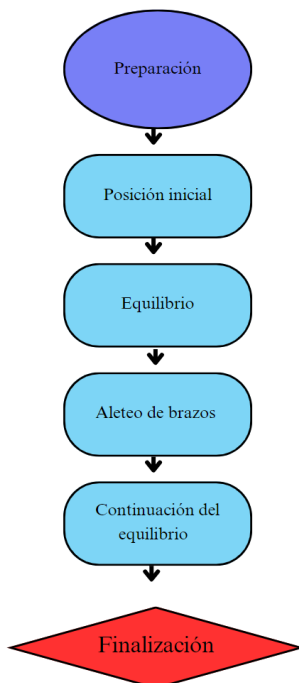 Preparación
Posición inicial
Equilibrio
Aleteo de brazos
Continuación del
equilibrio
Finalización